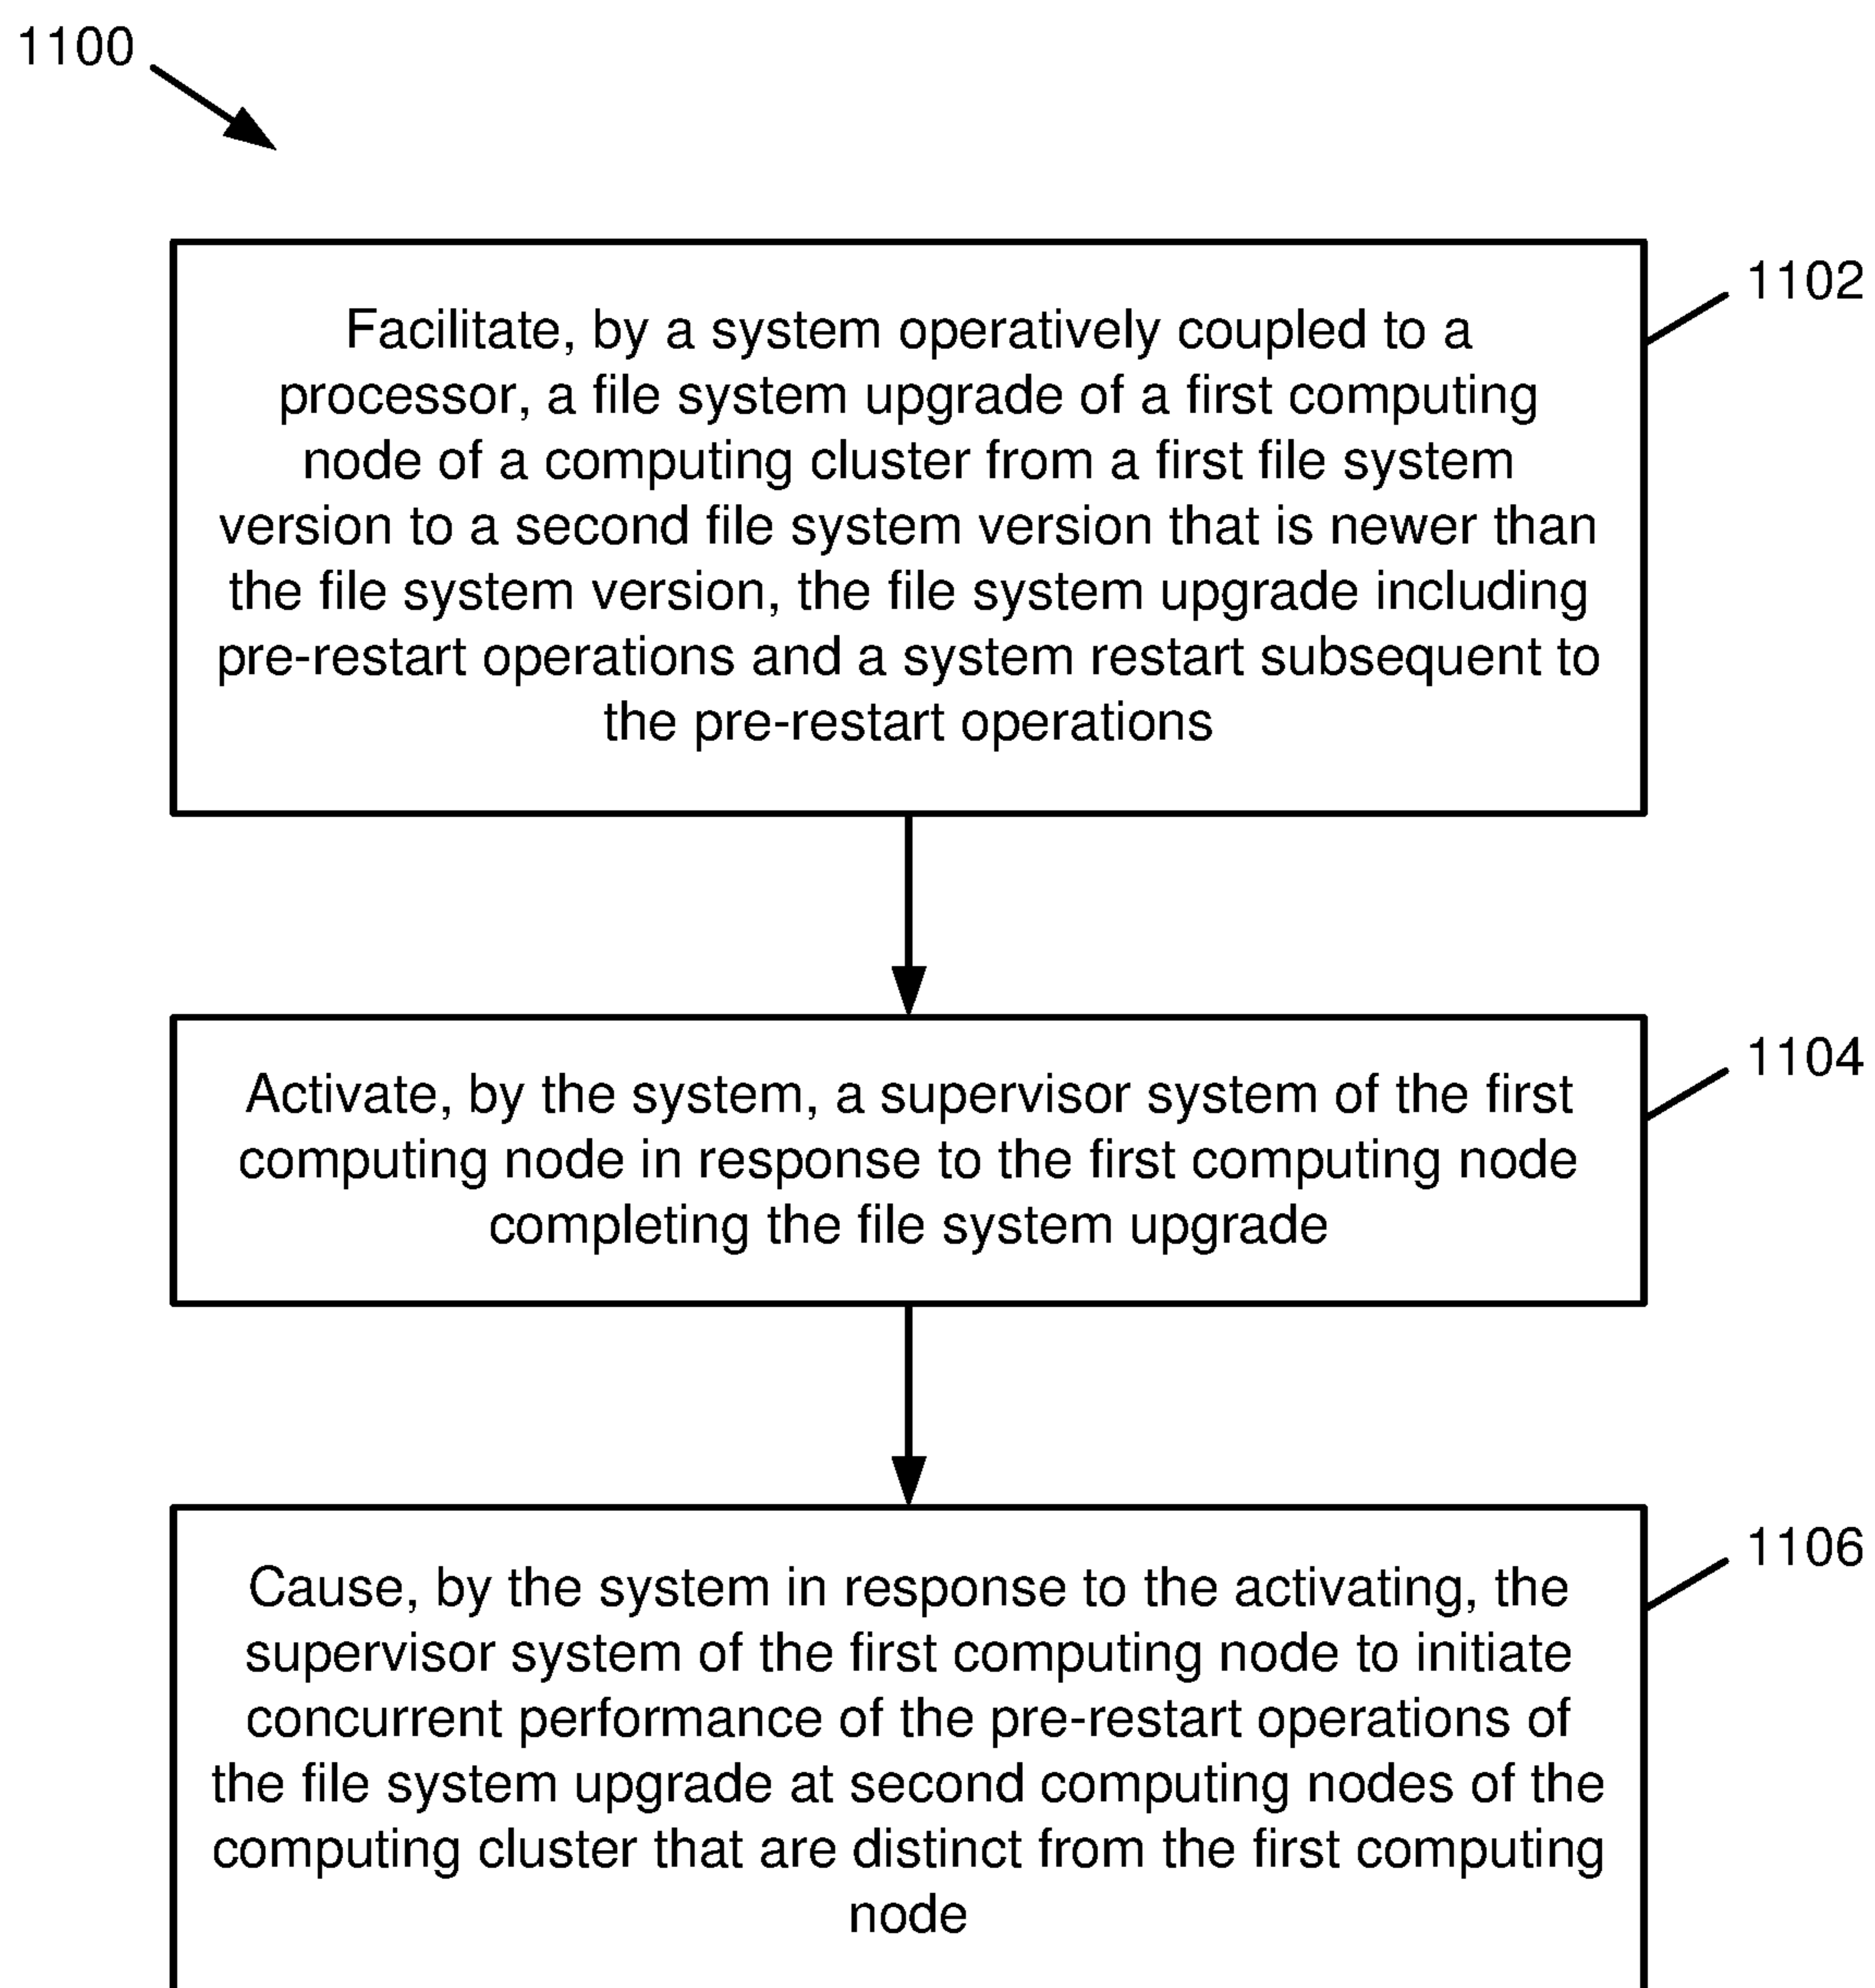 1100
1102
Facilitate, by a system operatively coupled to a
processor, a file system upgrade of a first computing
node of a computing cluster from a first file system
version to a second file system version that is newer than
the file system version, the file system upgrade including
pre-restart operations and a system restart subsequent to
the pre-restart operations
1104
Activate, by the system, a supervisor system of the first
computing node in response to the first computing node
completing the file system upgrade
1106
Cause, by the system in response to the activating, the
supervisor system of the first computing node to initiate
concurrent performance of the pre-restart operations of
the file system upgrade at second computing nodes of the
computing cluster that are distinct from the first computing
node